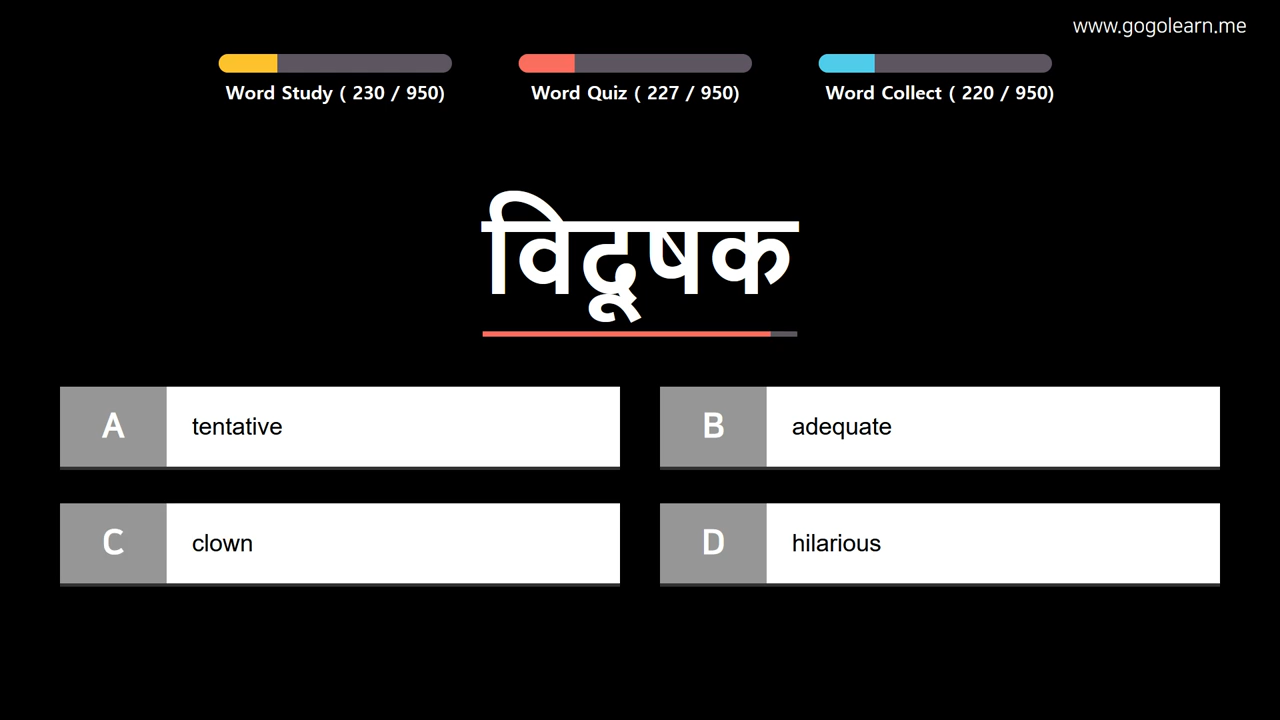 www.gogolearn.me
Word Study ( 230 / 950)
Word Quiz ( 227 / 950)
Word Collect ( 220 / 950)
विदूषक
A tentative
B adequate
C clown
D hilarious